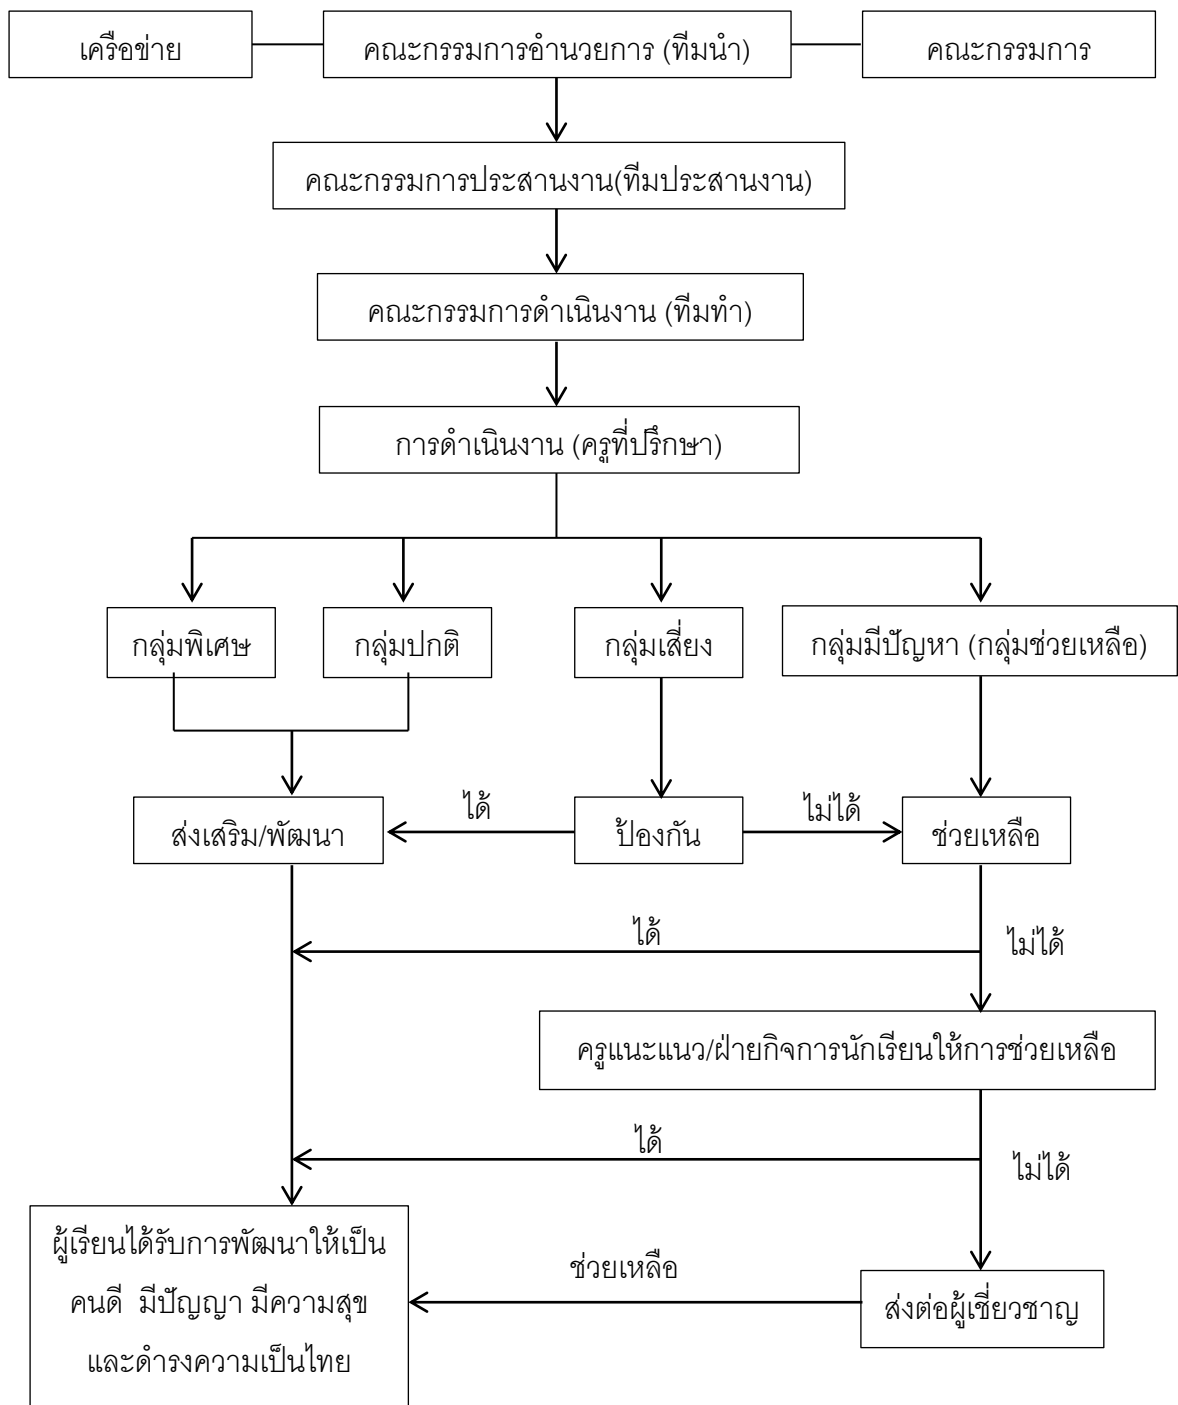 เครือข่าย
คณะกรรมการอำนวยการ (ทีมนำ)
คณะกรรมการ
คณะกรรมการประสานงาน(ทีมประสานงาน)
คณะกรรมการดำเนินงาน (ทีมทำ)
การดำเนินงาน (ครูที่ปรึกษา)
กลุ่มพิเศษ
กลุ่มปกติ
กลุ่มเสี่ยง
กลุ่มมีปัญหา (กลุ่มช่วยเหลือ)
ส่งเสริม/พัฒนา
ได้
ป้องกัน
ไม่ได้
ช่วยเหลือ
ได้
ไม่ได้
ครูแนะแนว/ฝ่ายกิจการนักเรียนให้การช่วยเหลือ
ได้
ไม่ได้
ผู้เรียนได้รับการพัฒนาให้เป็น
คนดี  มีปัญญา มีความสุข
และดำรงความเป็นไทย
ช่วยเหลือ
ส่งต่อผู้เชี่ยวชาญ